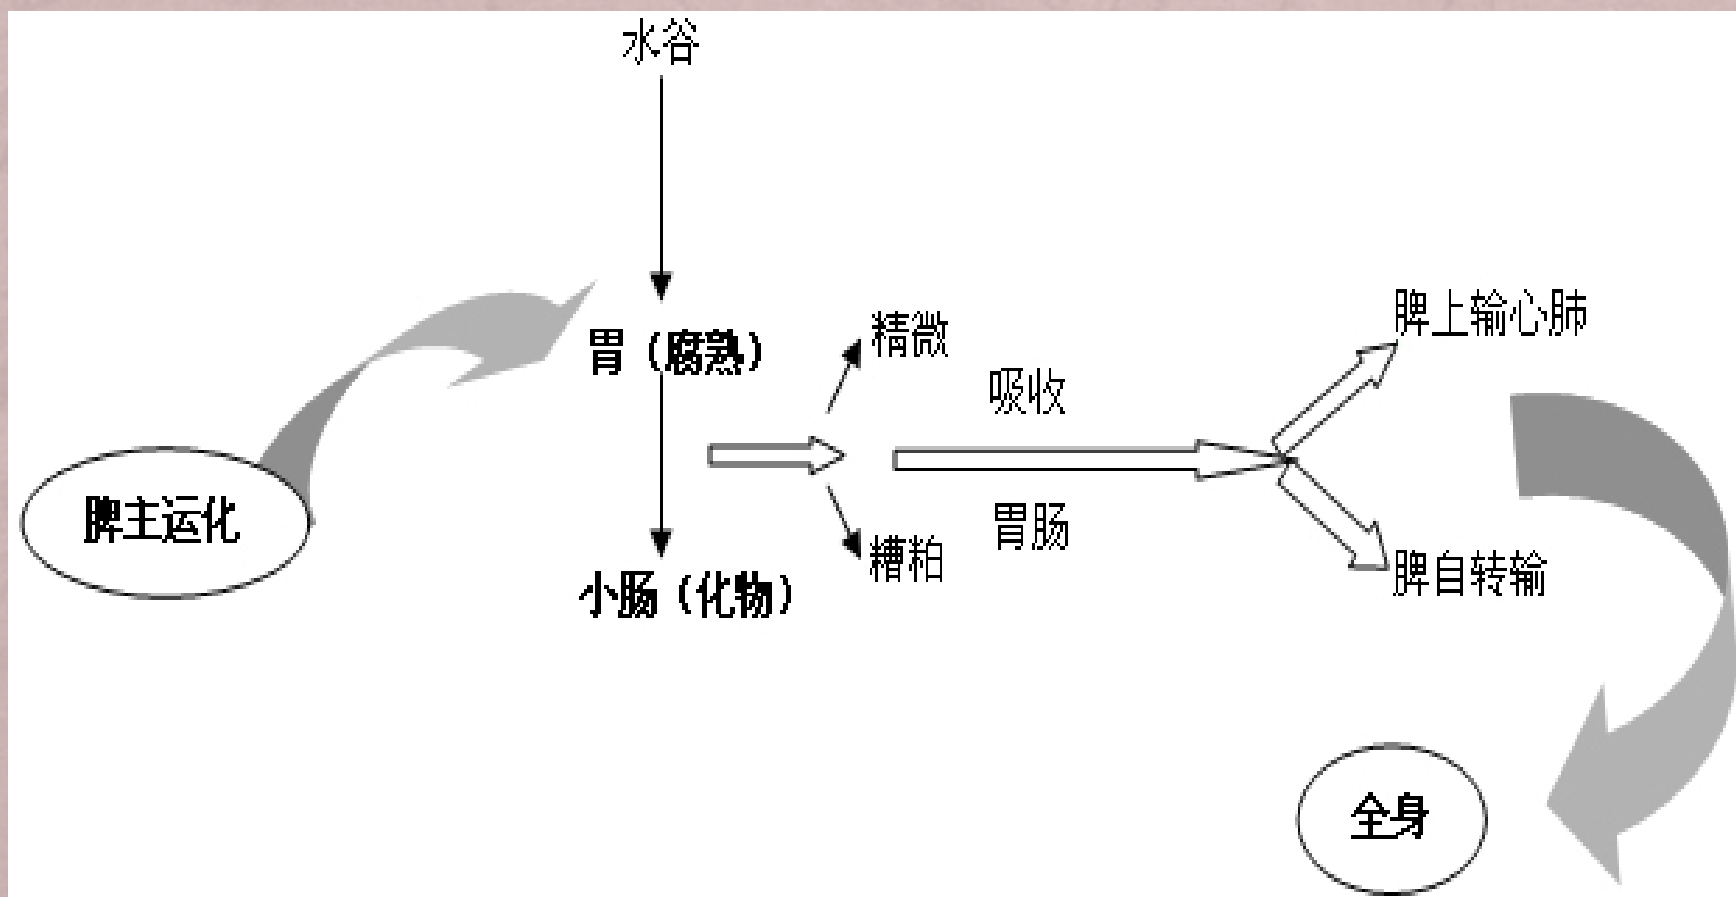 水谷
胃（腐熟）
精微
吸收
脾上输心肺
脾主运化
胃肠
糟粕
脾自转输
小肠（化物）
全身